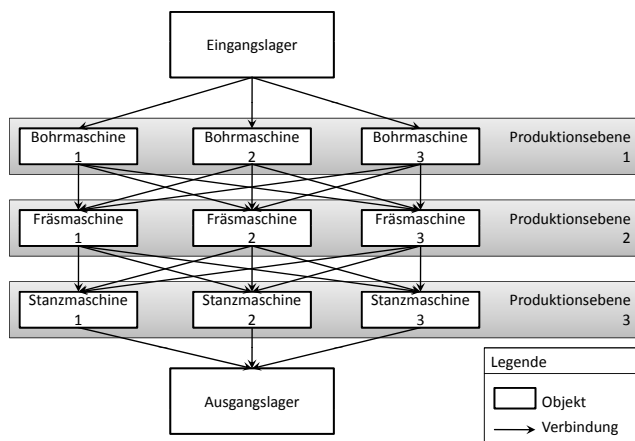 Eingangslager
Bohrmaschine Bohrmaschine Bohrmaschine Produktionsebene
1 2 3 1
Fräsmaschine Fräsmaschine Fräsmaschine Produktionsebene
1 2 3 2
Stanzmaschine Stanzmaschine Stanzmaschine Produktionsebene
1 2 3 3
Ausgangslager
Legende
Objekt
Verbindung